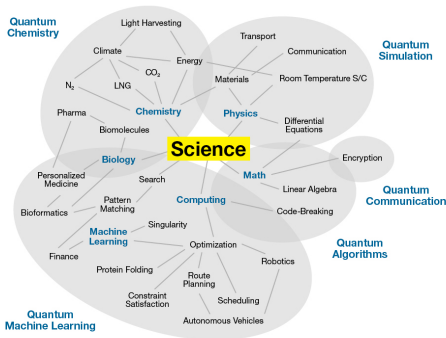 Quantum
Chemistry
Light Harvesting
Transport
Quantum
Simulation
Climate
Communication
Energy
CO₂
N₂
LNG
Materials
Room Temperature S/C
Chemistry
Physics
Pharma
Differential
Equations
Biomolecules
Science
Biology
Encryption
Personalized
Medicine
Search
Math
Linear Algebra
Quantum
Communication
Pattern
Matching
Computing
Bioformatics
Code-Breaking
Singularity
Machine
Learning
Optimization
Quantum
Algorithms
Finance
Robotics
Protein Folding
Route
Planning
Constraint
Satisfaction
Scheduling
Quantum
Machine Learning
Autonomous Vehicles